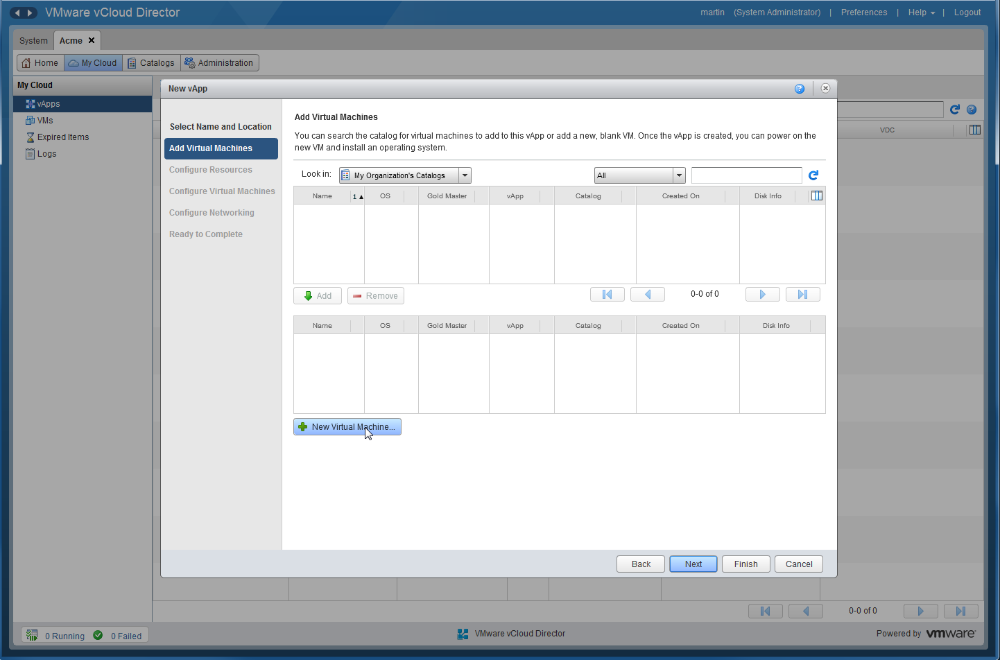 VMware vCloud Director
martin (System Administrator) | Preferences | Help | Logout
System
Acme
Home
My Cloud
Catalogs
Administration
My Cloud
vApps
VMs
Expired Items
Logs
VDC
New vApp
Select Name and Location
Add Virtual Machines
Configure Resources
Configure Virtual Machines
Configure Networking
Ready to Complete
Add Virtual Machines
You can search the catalog for virtual machines to add to this vApp or add a new, blank VM. Once the vApp is created, you can power on the
new VM and install an operating system.
Look in: My Organization's Catalogs All
Name 1 ▲ OS Gold Master vApp Catalog Created On Disk Info
Add Remove 0-0 of 0
Name OS Gold Master vApp Catalog Created On Disk Info
New Virtual Machine...
Back Next Finish Cancel
0-0 of 0
0 Running 0 Failed
VMware vCloud Director
Powered by vmware